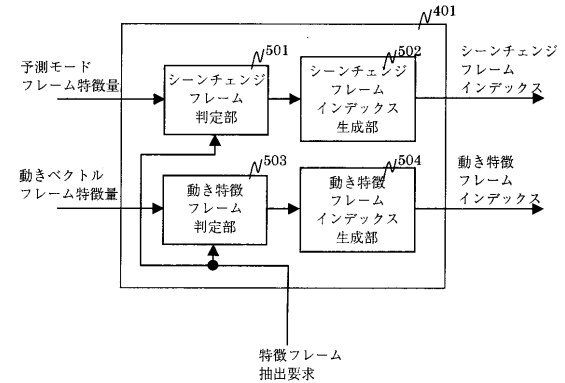 401
予測モード
フレーム特徴量
501
シーンチェンジ
フレーム
判定部
502
シーンチェンジ
フレーム
インデックス
生成部
シーンチェンジ
フレーム
インデックス
動きベクトル
フレーム特徴量
503
動き特徴
フレーム
判定部
504
動き特徴
フレーム
インデックス
生成部
動き特徴
フレーム
インデックス
特徴フレーム
抽出要求